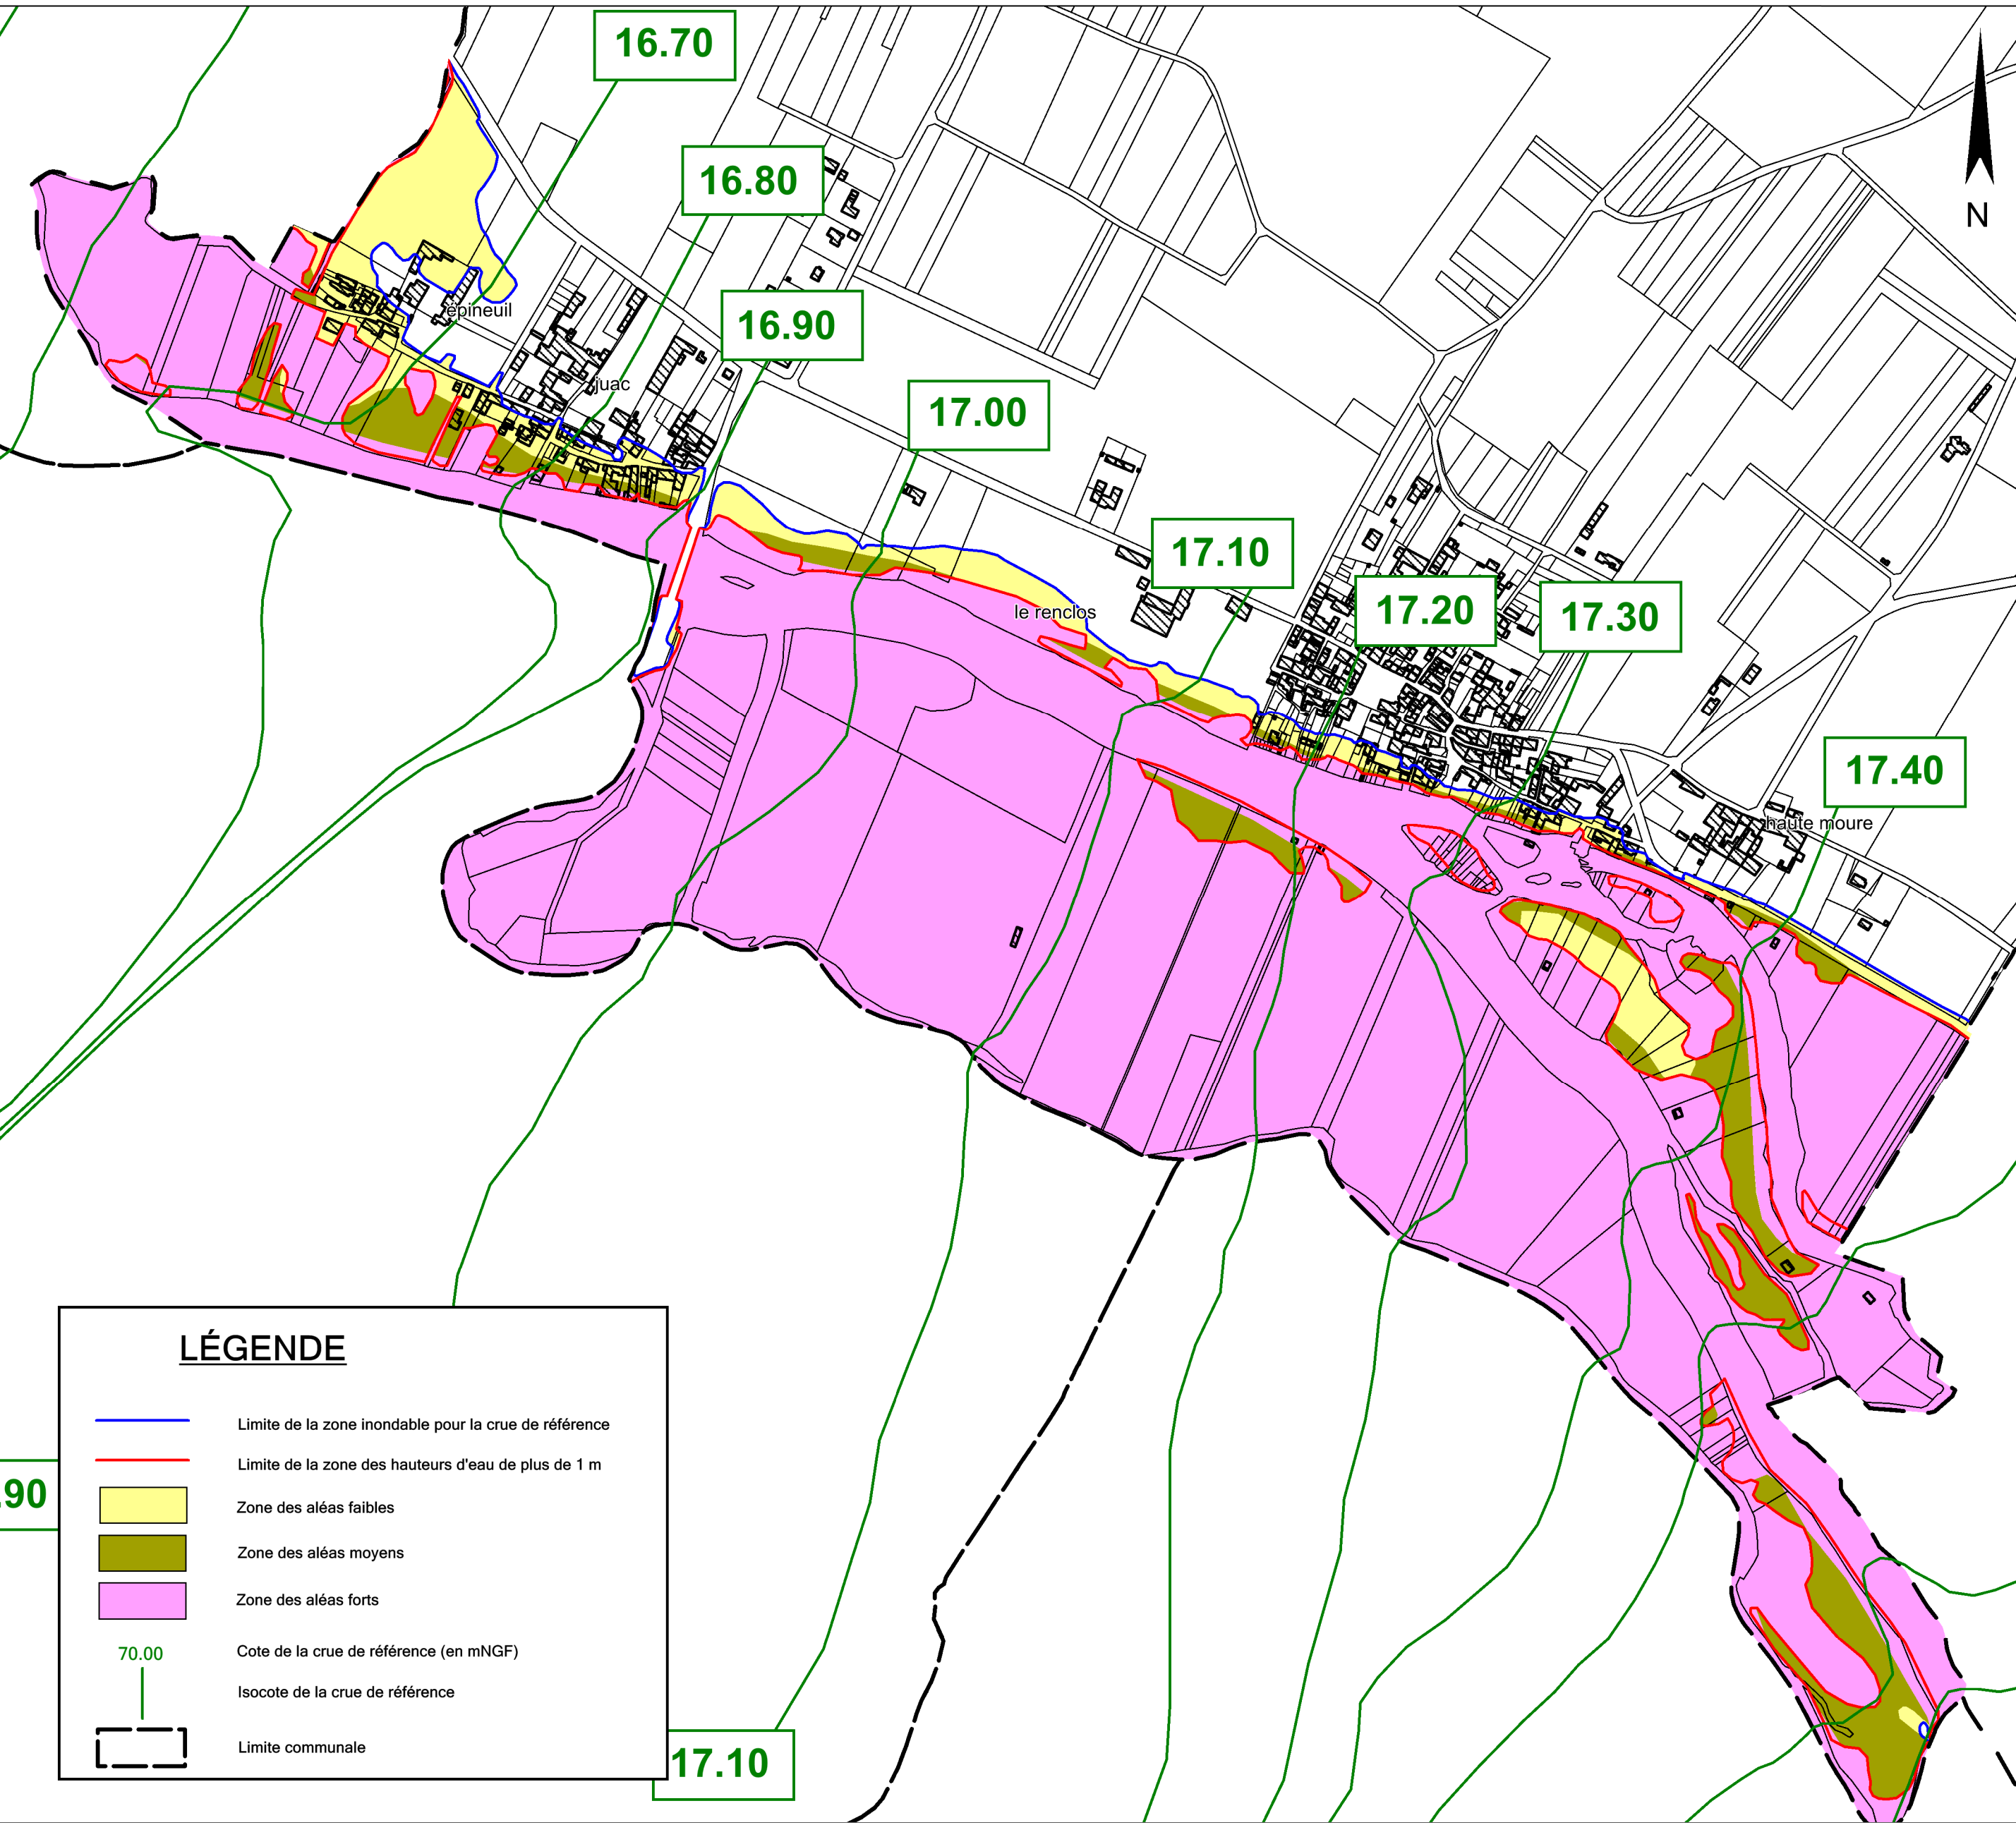 16.70
16.80
N
16.90
épineuil
juac
17.00
17.10
le renclos
17.20
17.30
17.40
haute moure
LÉGENDE
Limite de la zone inondable pour la crue de référence
Limite de la zone des hauteurs d'eau de plus de 1 m
.90
Zone des aléas faibles
Zone des aléas moyens
Zone des aléas forts
70.00
Cote de la crue de référence (en mNGF)
Isocote de la crue de référence
Limite communale
17.10